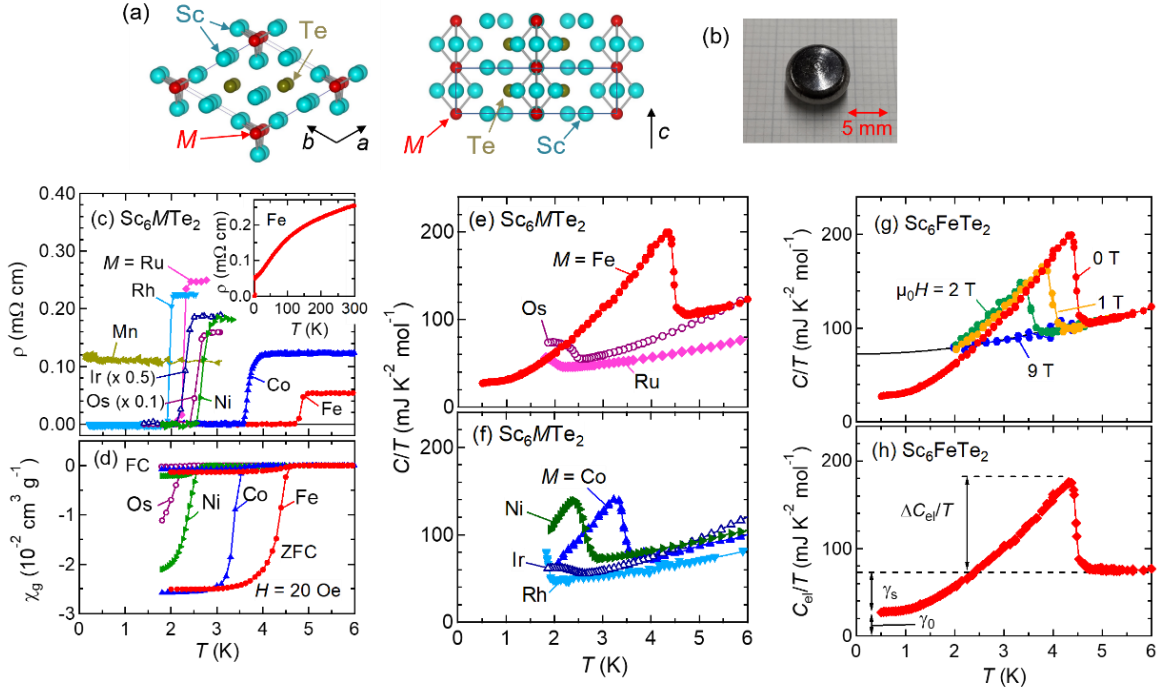 (a)
Sc
Te
M
b
a
M
Te
Sc
c
(b)
5 mm
(c) Sc6MTe2
M = Ru
Rh
Mn
Ir (x 0.5)
Os (x 0.1)
Ni
Co
Fe
ρ (mΩ cm)
0.40
0.30
0.20
0.10
0.00
Fe
ρ (mΩ cm)
0.2
0.1
0.0
0 100 200 300
T (K)
(d)
FC
Os
Ni
Co
Fe
ZFC
H = 20 Oe
χg (10-2 cm3 g-1)
0
-1
-2
-3
0 1 2 3 4 5 6
T (K)
(e) Sc6MTe2
M = Fe
Os
Ru
200
100
0
(f) Sc6MTe2
M = Co
Ni
Ir
Rh
C/T (mJ K-2 mol-1)
200
100
0
0 1 2 3 4 5 6
T (K)
(g) Sc6FeTe2
μ0H = 2 T
0 T
1 T
9 T
C/T (mJ K-2 mol-1)
200
100
0
(h) Sc6FeTe2
ΔCel/T
γs
γ0
Cel/T (mJ K-2 mol-1)
200
100
0
0 1 2 3 4 5 6
T (K)